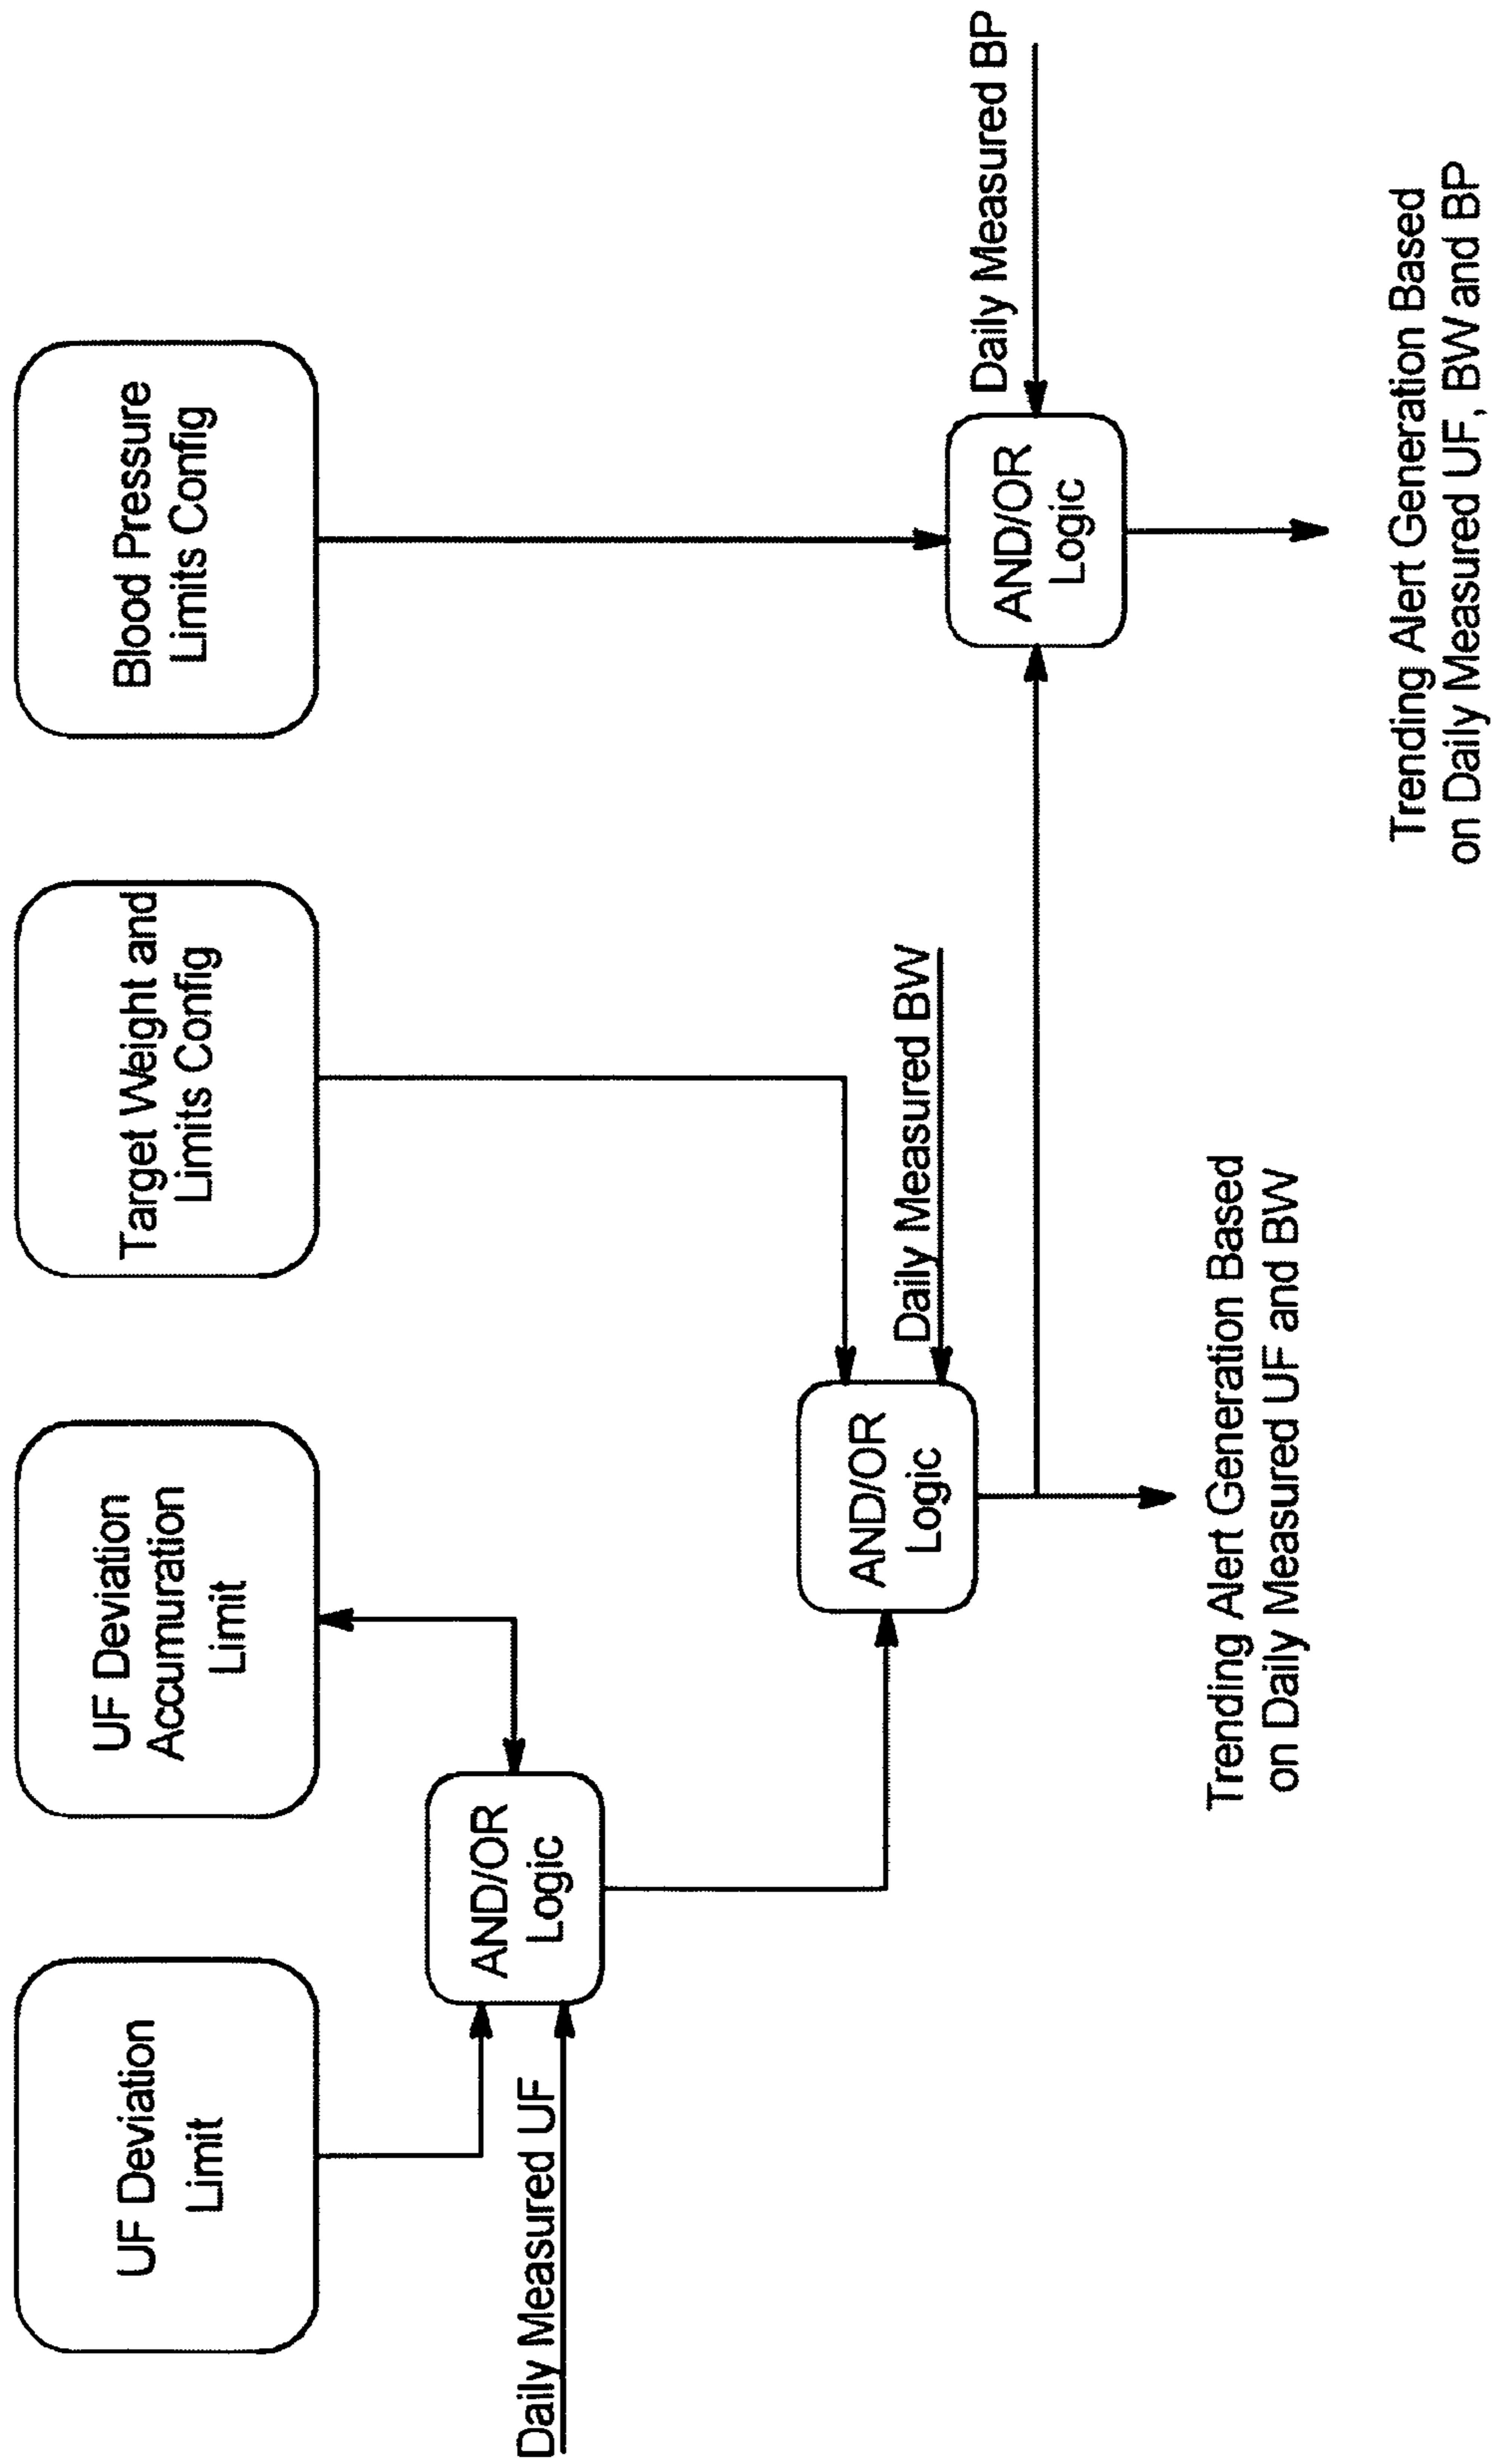 UF Deviation
Limit
UF Deviation
Accumuration
Limit
Target Weight and
Limits Config
Blood Pressure
Limits Config
Daily Measured UF
AND/OR
Logic
AND/OR
Logic
Daily Measured BW
AND/OR
Logic
Daily Measured BP
Trending Alert Generation Based
on Daily Measured UF and BW
Trending Alert Generation Based
on Daily Measured UF, BW and BP